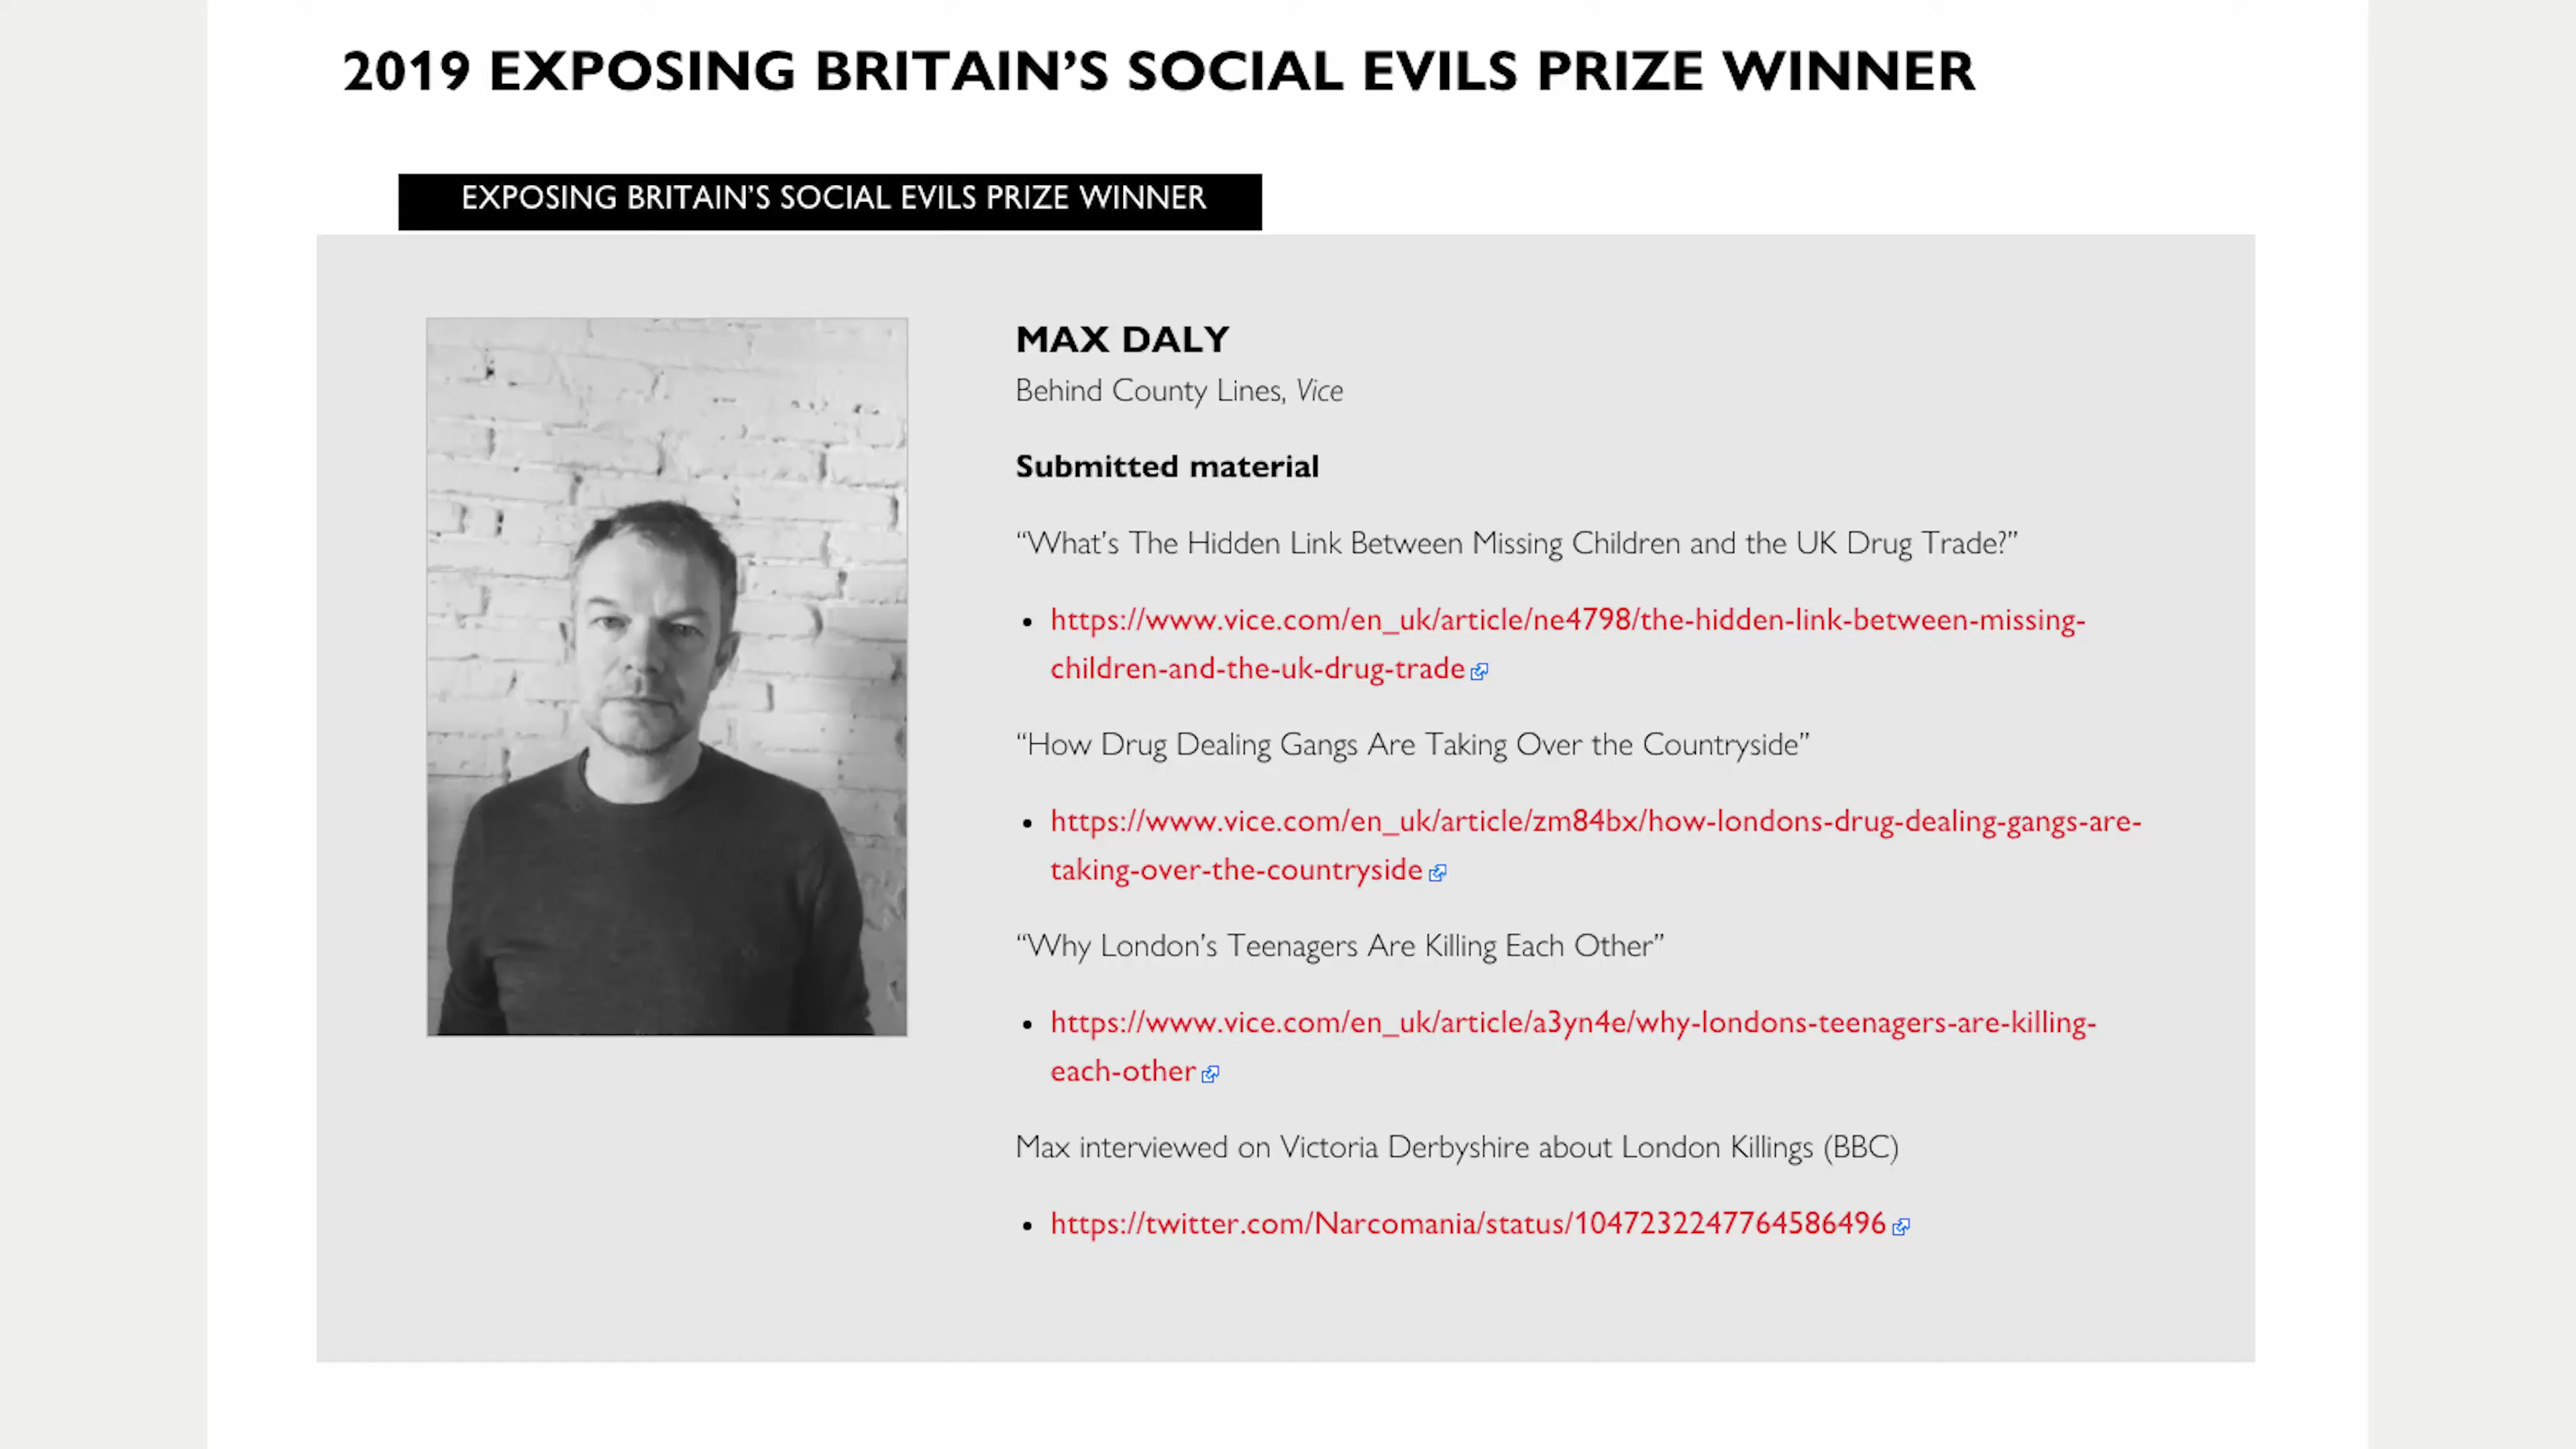 2019 EXPOSING BRITAIN’S SOCIAL EVILS PRIZE WINNER
EXPOSING BRITAIN’S SOCIAL EVILS PRIZE WINNER
MAX DALY
Behind County Lines, Vice
Submitted material
“What’s The Hidden Link Between Missing Children and the UK Drug Trade?”
https://www.vice.com/en_uk/article/ne4798/the-hidden-link-between-missing-
children-and-the-uk-drug-trade
“How Drug Dealing Gangs Are Taking Over the Countryside”
https://www.vice.com/en_uk/article/zm84bx/how-londons-drug-dealing-gangs-are-
taking-over-the-countryside
“Why London’s Teenagers Are Killing Each Other”
https://www.vice.com/en_uk/article/a3yn4e/why-londons-teenagers-are-killing-
each-other
Max interviewed on Victoria Derbyshire about London Killings (BBC)
https://twitter.com/Narcomania/status/1047232247764586496